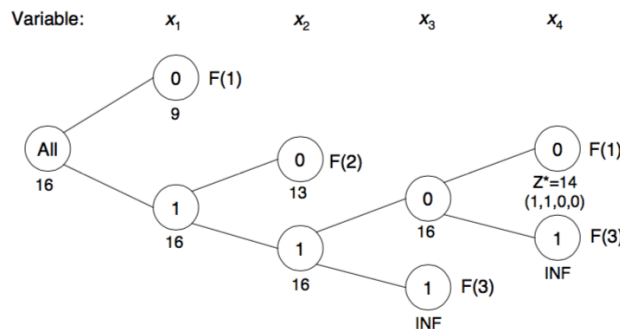 Variable: x1 x2 x3 x4
0 F(1)
9
All
16
0 F(2)
13
0 F(1)
Z*=14
(1,1,0,0)
1
16
0
16
1
16
1 F(3)
INF
1 F(3)
INF